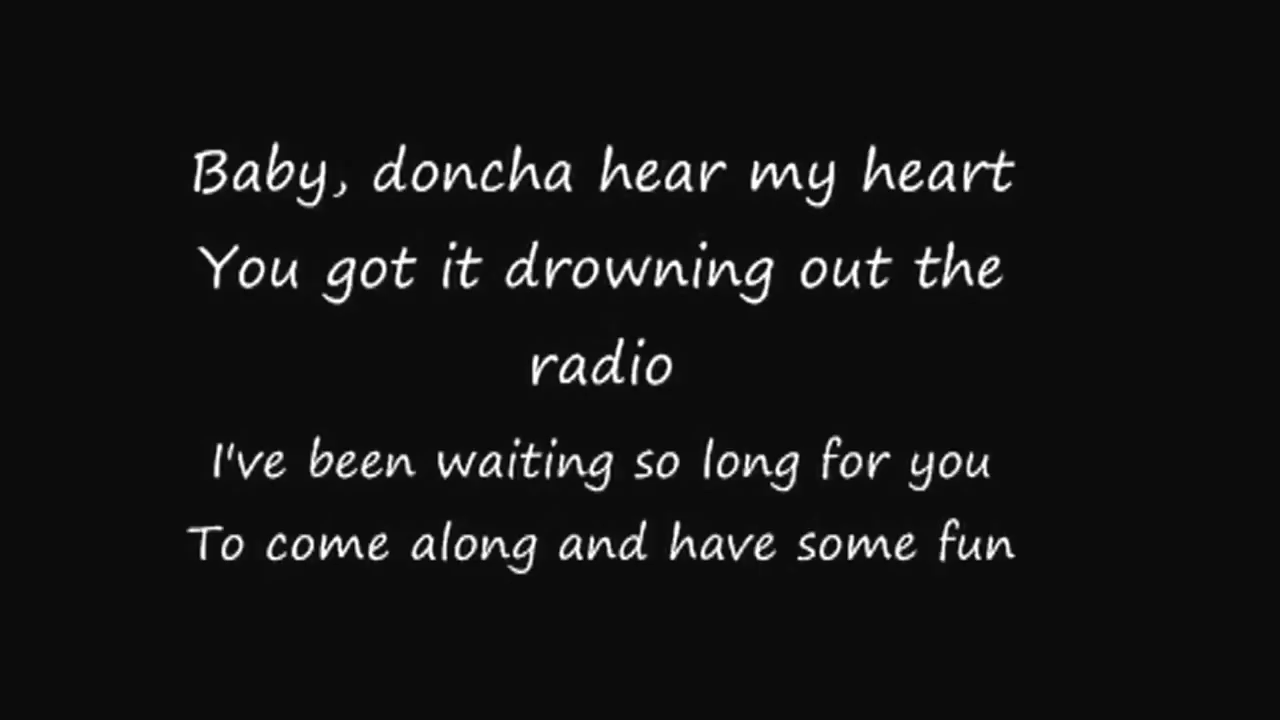 Baby, doncha hear my heart
You got it drowning out the
radio
I've been waiting so long for you
To come along and have some fun